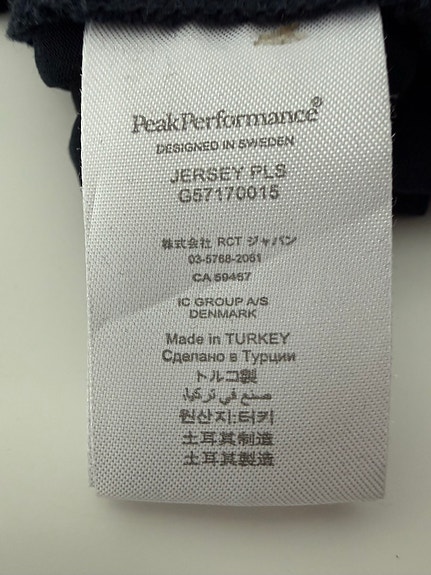 PeakPerformance®
DESIGNED IN SWEDEN
JERSEY PLS
G57170015
株式会社 RCT ジャパン
03-5768-2061
CA 59467
IC GROUP A/S
DENMARK
Made in TURKEY
Сделано в Турции
トルコ製
صنع في تركيا.
원산지:터키
土耳其制造
土耳其製造